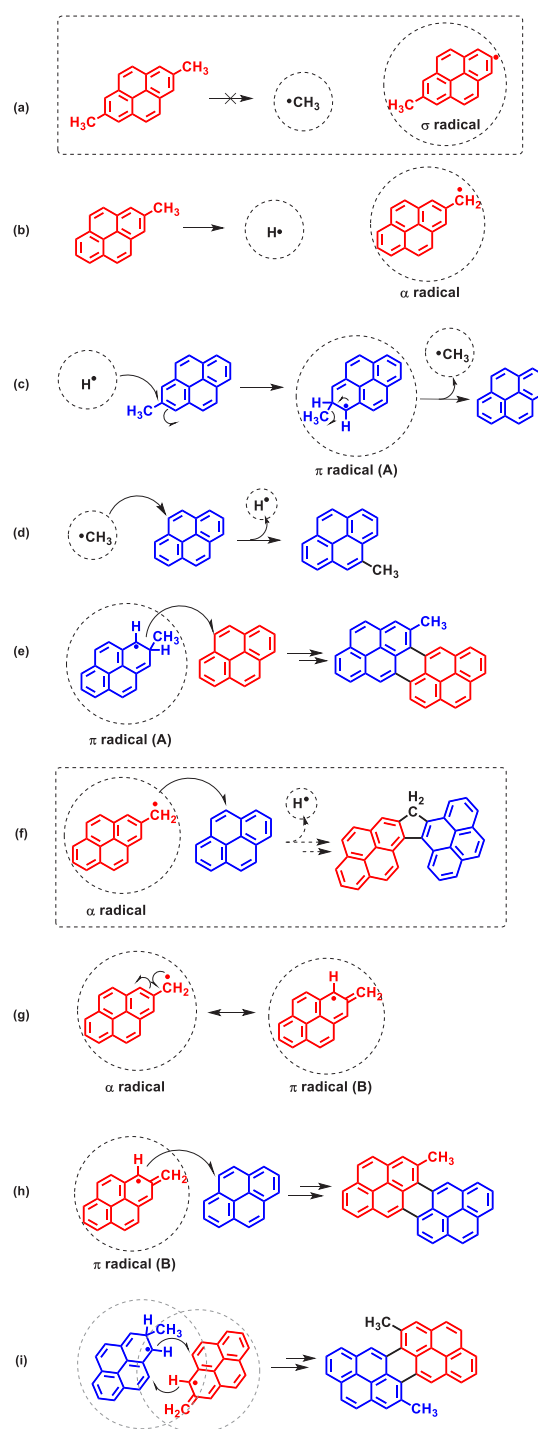 (a)
CH3
H3C
•CH3
H3C
σ radical
(b)
CH3
H•
CH2
α radical
(c)
H•
H3C
H
H3C
H
•CH3
π radical (A)
(d)
•CH3
H•
CH3
(e)
H
CH3
H
CH3
π radical (A)
(f)
CH2
H•
H2
C
α radical
(g)
CH2
H
CH2
α radical
π radical (B)
(h)
H
CH2
CH3
π radical (B)
(i)
H
CH3
H
H
H2C
H3C
CH3